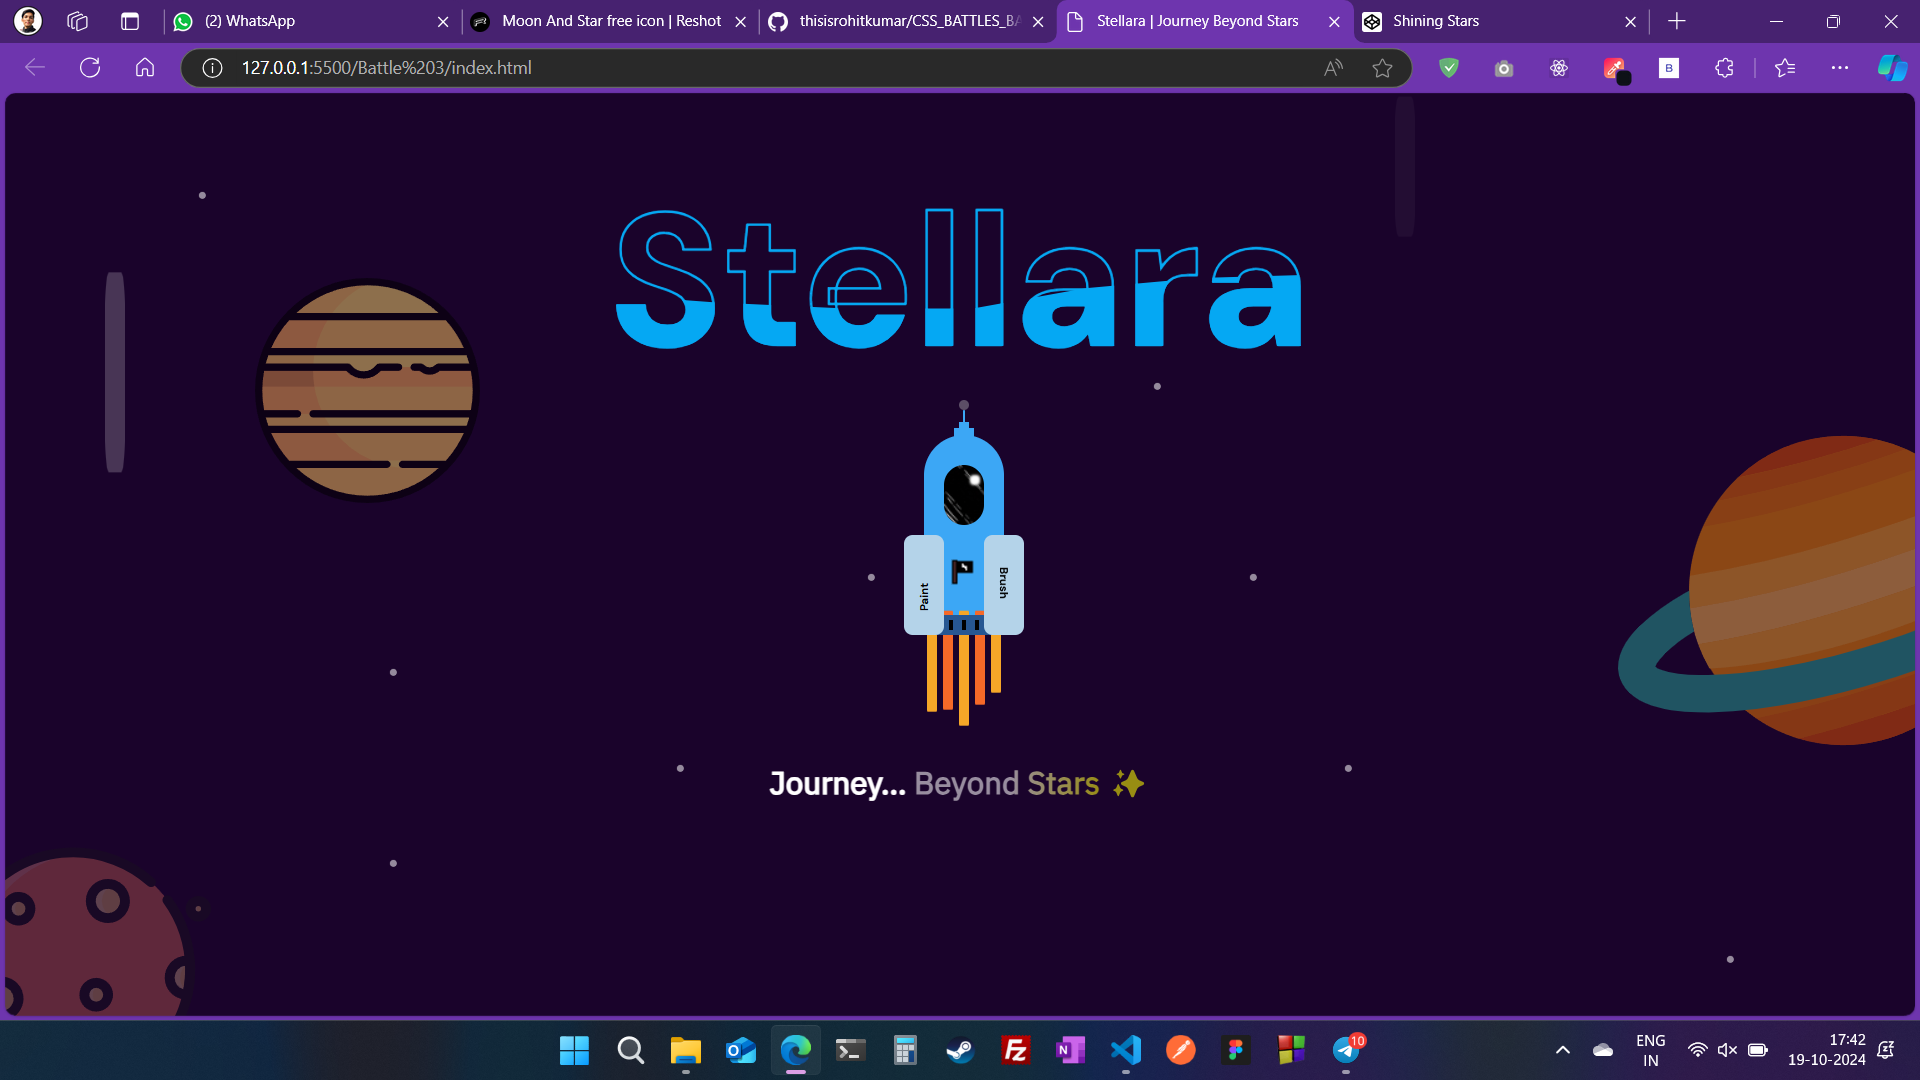 (2) WhatsApp
Moon And Star free icon | Reshot
thisisrohitkumar/CSS_BATTLES_BA
Stellara | Journey Beyond Stars
Shining Stars
127.0.0.1:5500/Battle%203/index.html
B
Stellara
Paint
Brush
Journey... Beyond Stars ✨
10
ENG
IN
17:42
19-10-2024